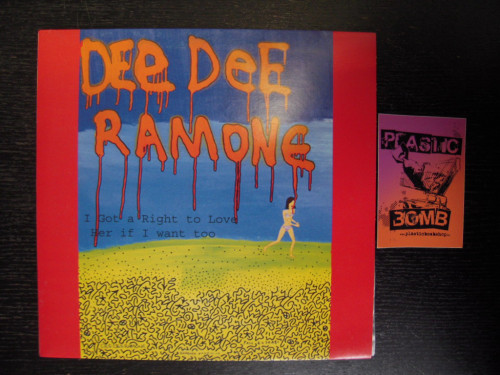 DEe DeE
RAMONE
I Got a Right to Love
Her if I want too
PLASTIC
BOMB